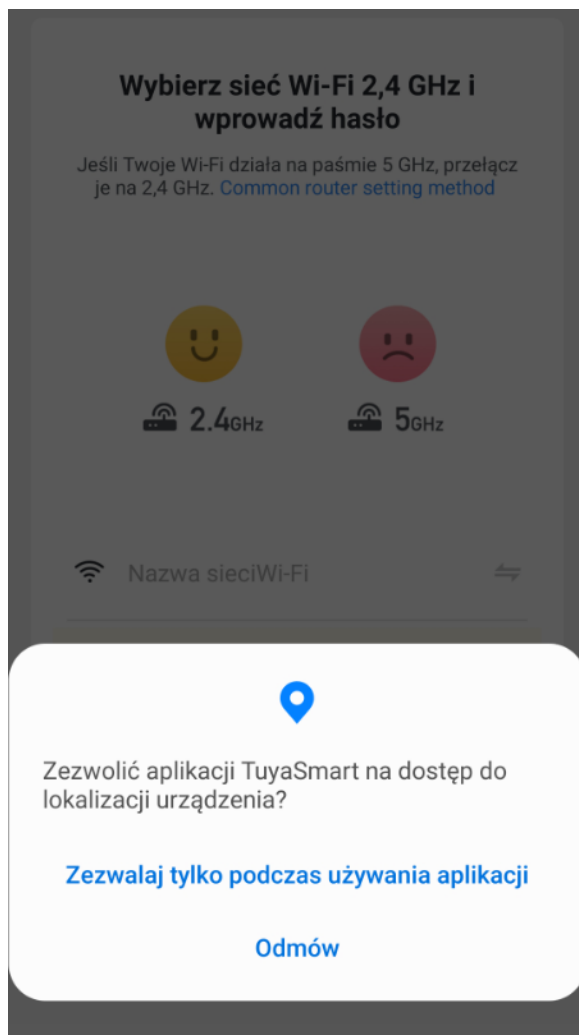 Wybierz sieć Wi-Fi 2,4 GHz i
wprowadź hasło
Jeśli Twoje Wi-Fi działa na paśmie 5 GHz, przełącz
je na 2,4 GHz. Common router setting method
2.4GHz
5GHz
Nazwa sieciWi-Fi
Zezwolić aplikacji TuyaSmart na dostęp do
lokalizacji urządzenia?
Zezwalaj tylko podczas używania aplikacji
Odmów